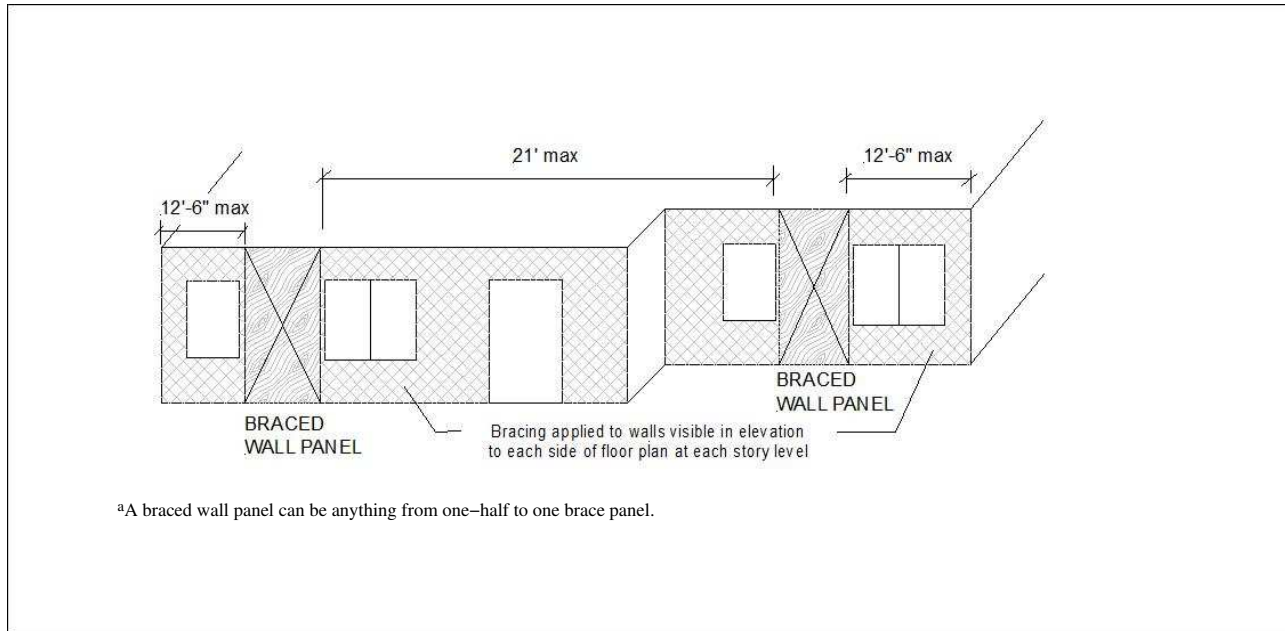 21' max
12'-6" max
12'-6" max
BRACED
WALL PANEL
BRACED
WALL PANEL
Bracing applied to walls visible in elevation
to each side of floor plan at each story level
aA braced wall panel can be anything from one−half to one brace panel.